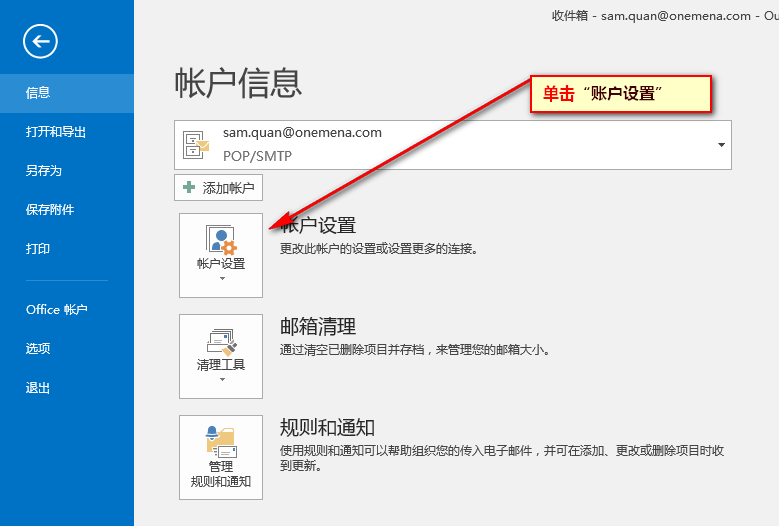 收件箱 - sam.quan@onemena.com - Ou
信息
打开和导出
另存为
保存附件
打印
Office 帐户
选项
退出
帐户信息
单击“账户设置”
sam.quan@onemena.com
POP/SMTP
添加帐户
帐户设置
帐户设置
更改此帐户的设置或设置更多的连接。
清理工具
邮箱清理
通过清空已删除项目并存档，来管理您的邮箱大小。
管理
规则和通知
规则和通知
使用规则和通知可以帮助组织您的传入电子邮件，并可在添加、更改或删除项目时收
到更新。